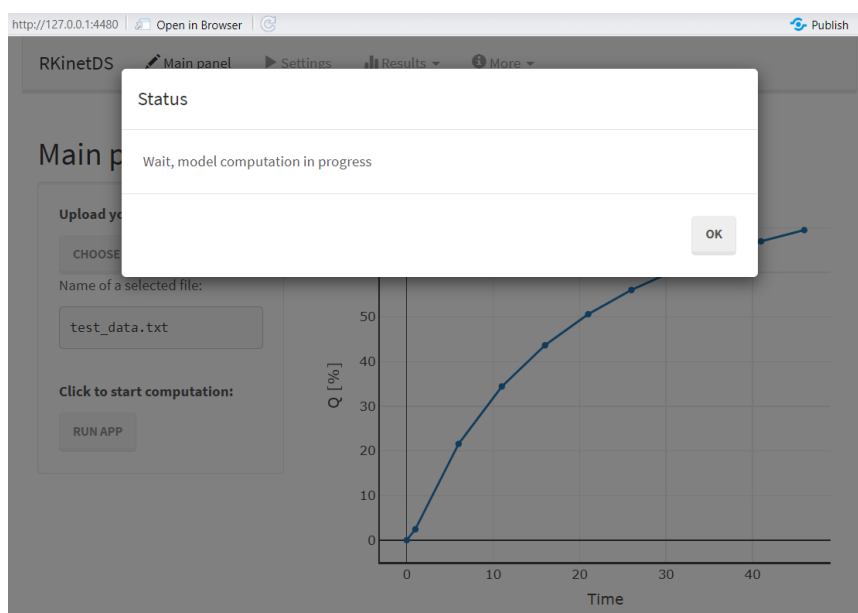 http://127.0.0.1:4480 Open in Browser Publish
RKinetDS Main panel Settings Results More
Status
Wait, model computation in progress
OK
Main p
Upload yo
CHOOSE
Name of a selected file:
test_data.txt
Click to start computation:
RUN APP
50
40
30
20
10
0
Q [%]
0 10 20 30 40
Time